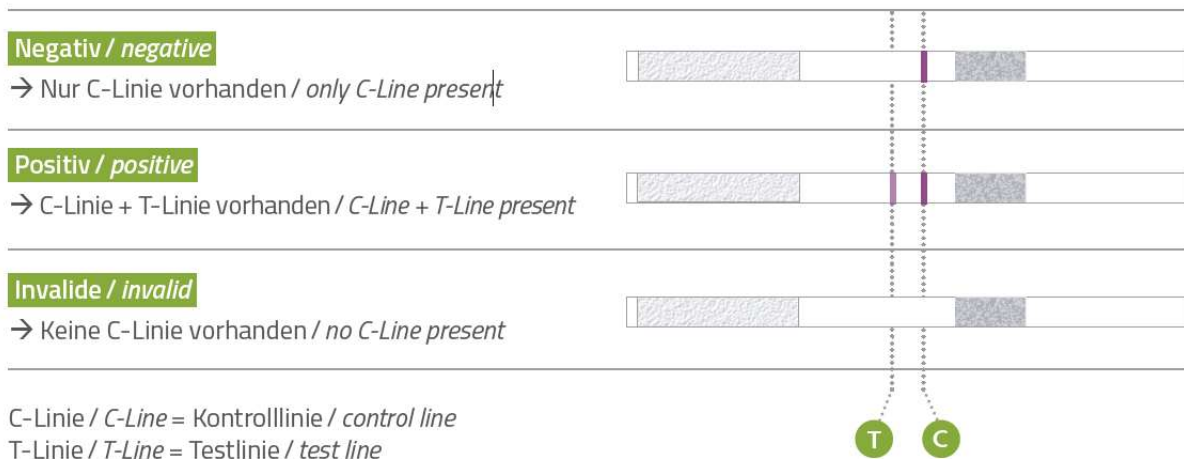 Negativ / negative
→ Nur C-Linie vorhanden / only C-Line present
Positiv / positive
→ C-Linie + T-Linie vorhanden / C-Line + T-Line present
Invalide / invalid
→ Keine C-Linie vorhanden / no C-Line present
C-Linie / C-Line = Kontrolllinie / control line
T-Linie / T-Line = Testlinie / test line
T C